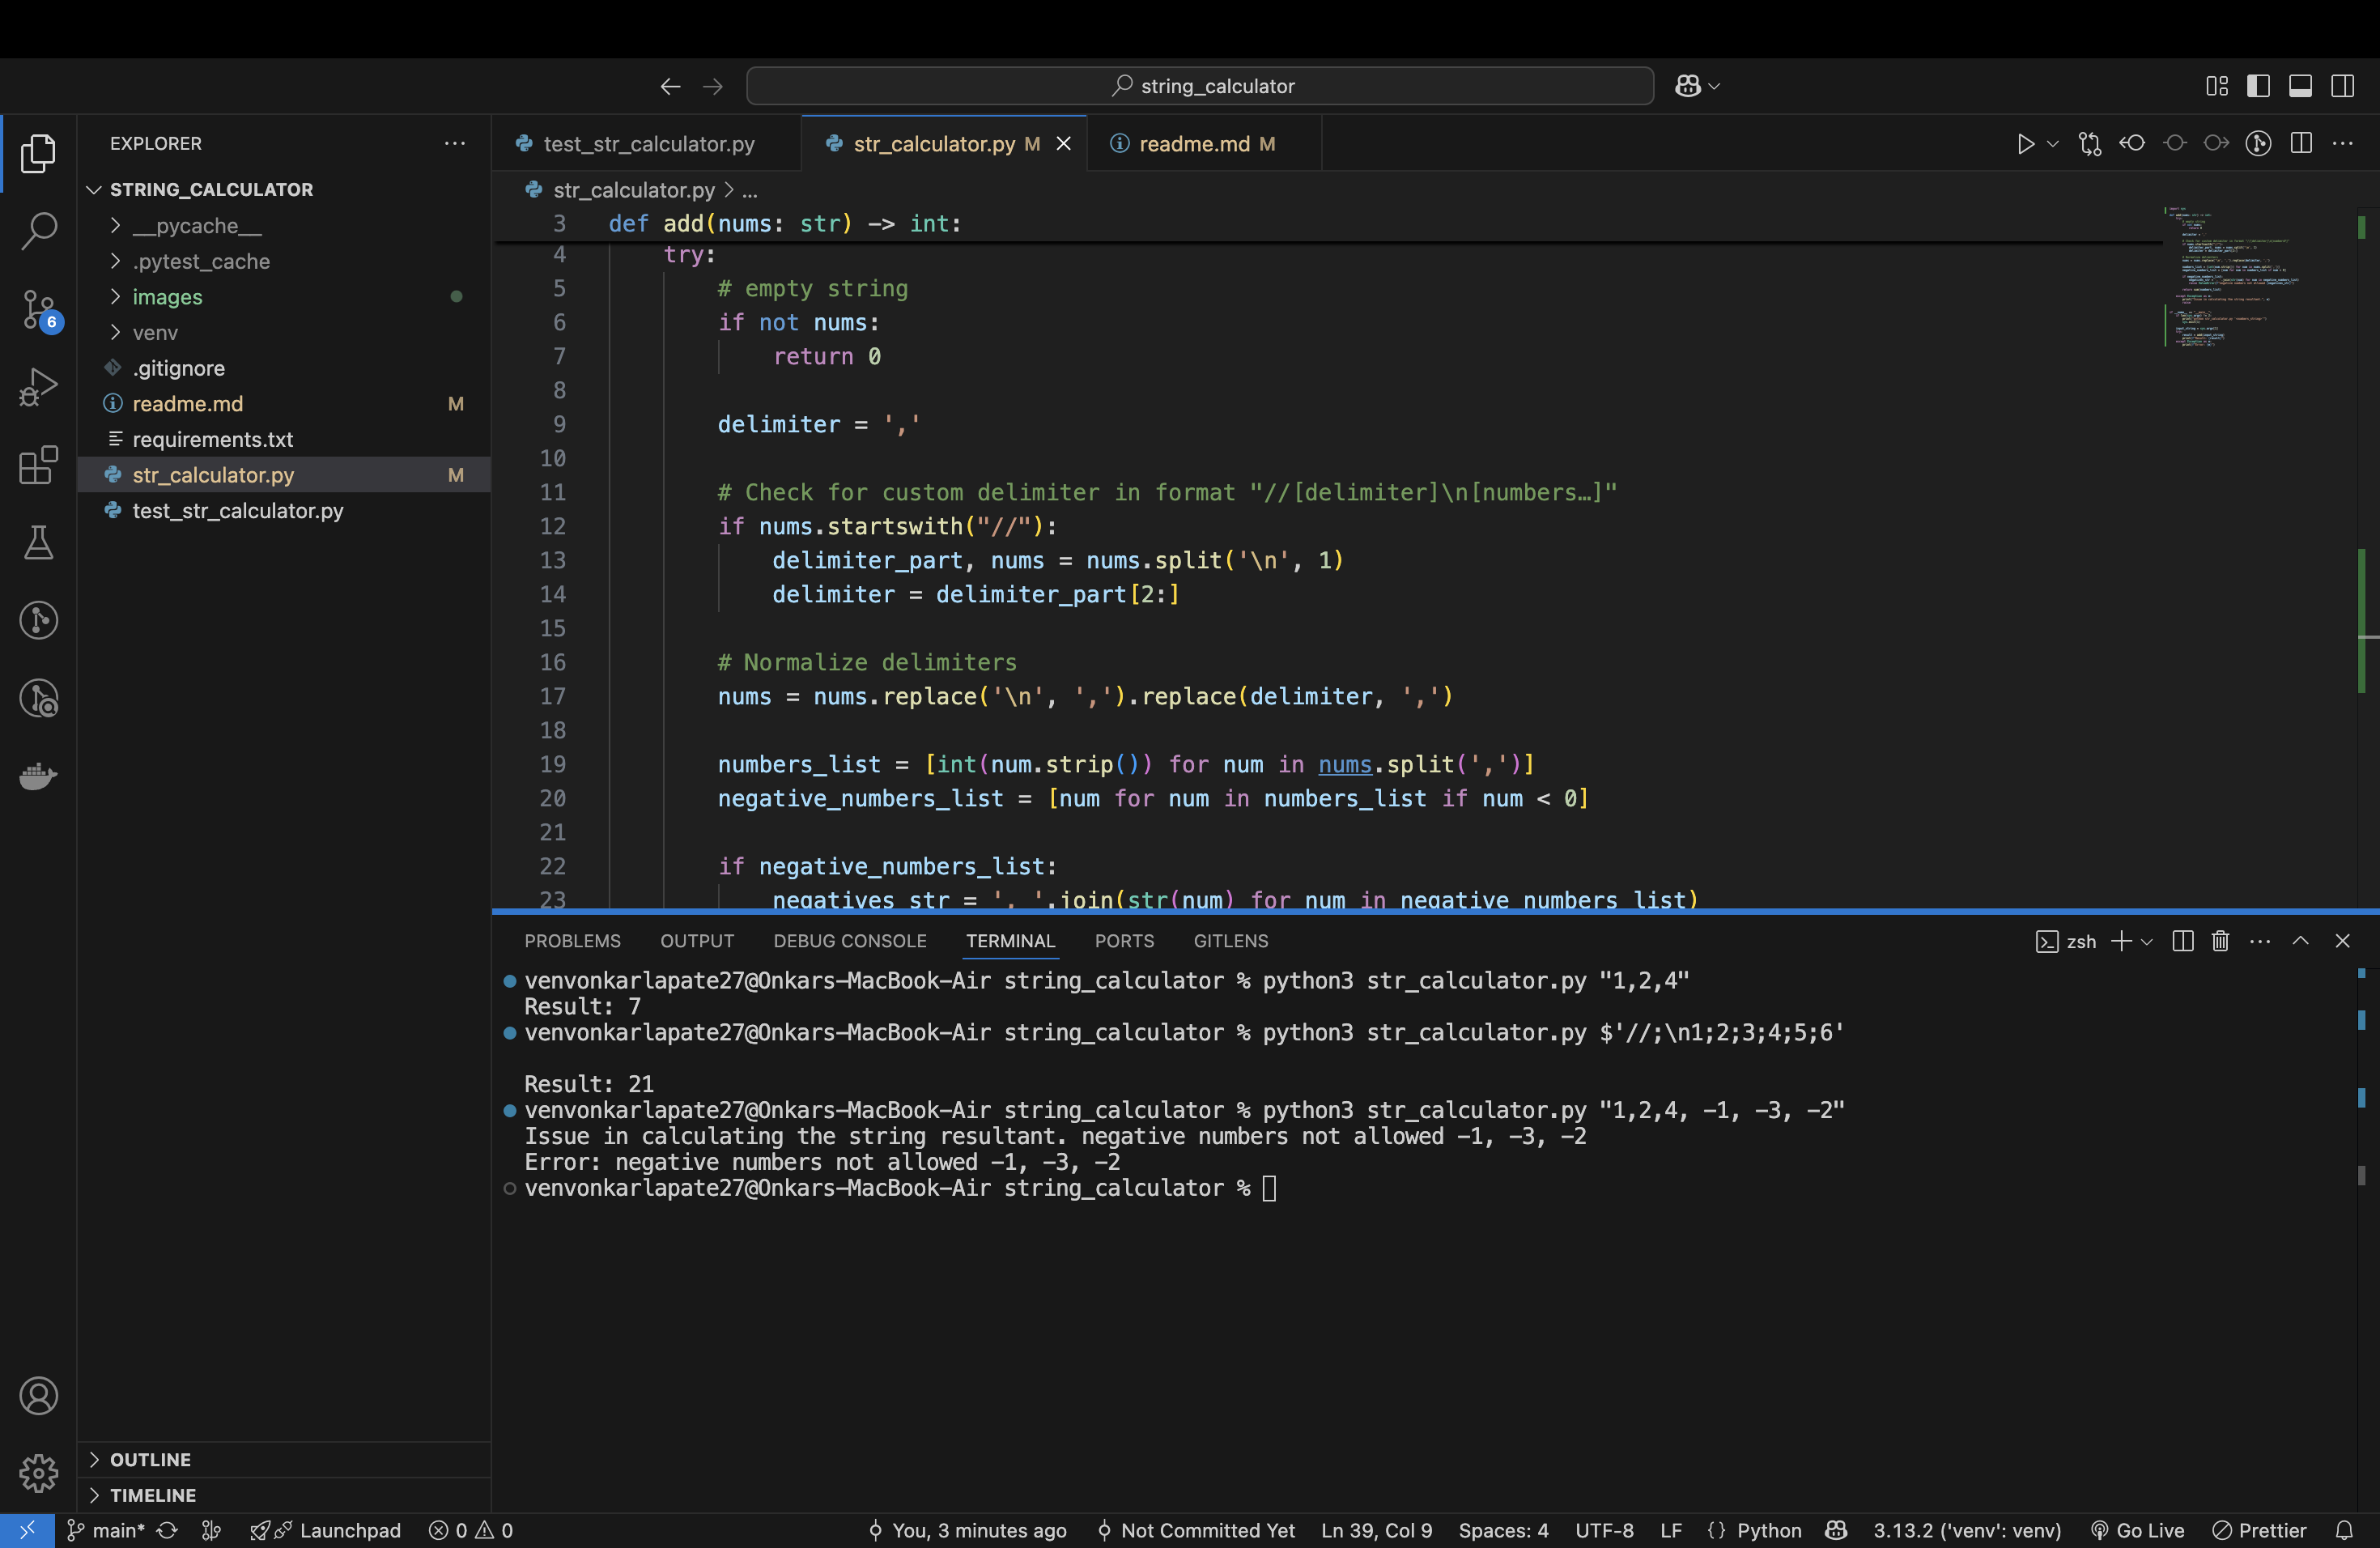 string_calculator
EXPLORER
STRING_CALCULATOR
__pycache__
.pytest_cache
images
venv
.gitignore
readme.md M
requirements.txt
str_calculator.py M
test_str_calculator.py
OUTLINE
TIMELINE
6
test_str_calculator.py
str_calculator.py M
readme.md M
str_calculator.py > ...
3 def add(nums: str) -> int:
4 try:
5 # empty string
6 if not nums:
7 return 0
8
9 delimiter = ','
10
11 # Check for custom delimiter in format "//[delimiter]\n[numbers…]"
12 if nums.startswith("//"):
13 delimiter_part, nums = nums.split('\n', 1)
14 delimiter = delimiter_part[2:]
15
16 # Normalize delimiters
17 nums = nums.replace('\n', ',').replace(delimiter, ',')
18
19 numbers_list = [int(num.strip()) for num in nums.split(',')]
20 negative_numbers_list = [num for num in numbers_list if num < 0]
21
22 if negative_numbers_list:
23 negatives_str = ', '.join(str(num) for num in negative_numbers_list)
PROBLEMS OUTPUT DEBUG CONSOLE TERMINAL PORTS GITLENS
zsh
venvonkarlapate27@Onkars-MacBook-Air string_calculator % python3 str_calculator.py "1,2,4"
Result: 7
venvonkarlapate27@Onkars-MacBook-Air string_calculator % python3 str_calculator.py $'//;\n1;2;3;4;5;6'
Result: 21
venvonkarlapate27@Onkars-MacBook-Air string_calculator % python3 str_calculator.py "1,2,4, -1, -3, -2"
Issue in calculating the string resultant. negative numbers not allowed -1, -3, -2
Error: negative numbers not allowed -1, -3, -2
venvonkarlapate27@Onkars-MacBook-Air string_calculator %
main* Launchpad 0 0 You, 3 minutes ago Not Committed Yet Ln 39, Col 9 Spaces: 4 UTF-8 LF {} Python 3.13.2 ('venv': venv) Go Live Prettier